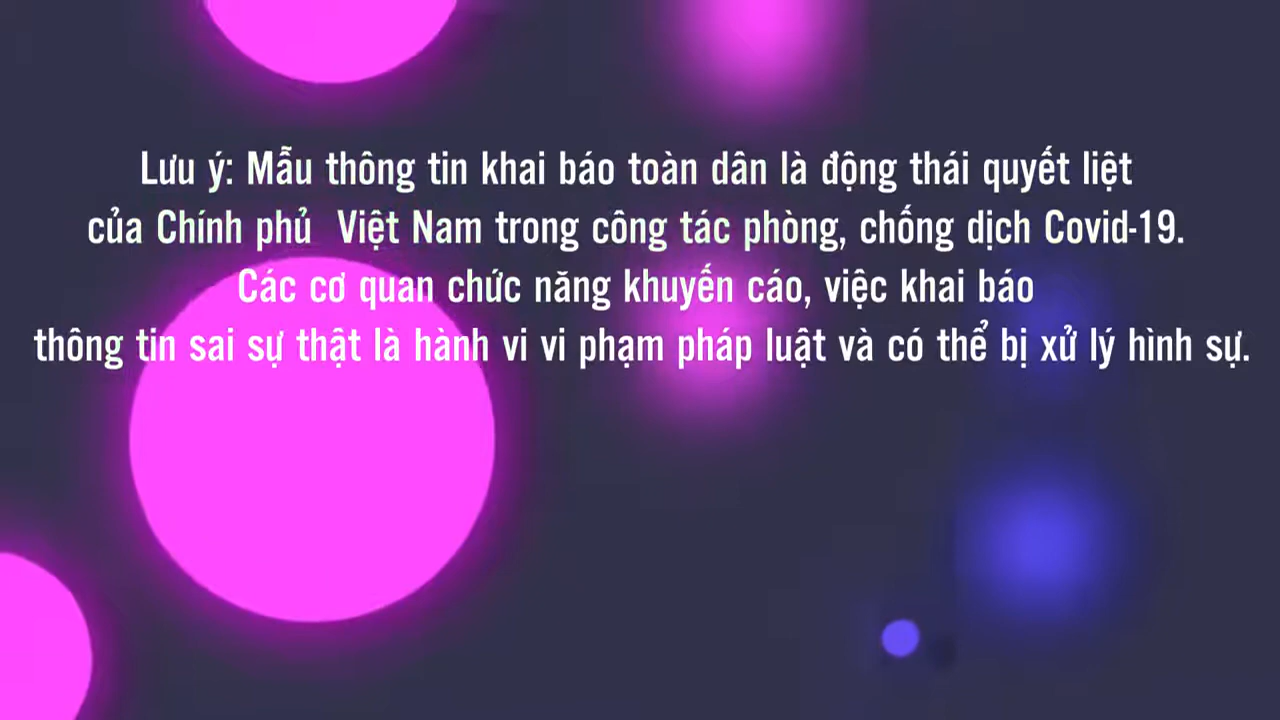 Lưu ý: Mẫu thông tin khai báo toàn dân là động thái quyết liệt
của Chính phủ  Việt Nam trong công tác phòng, chống dịch Covid-19.
Các cơ quan chức năng khuyến cáo, việc khai báo
thông tin sai sự thật là hành vi vi phạm pháp luật và có thể bị xử lý hình sự.